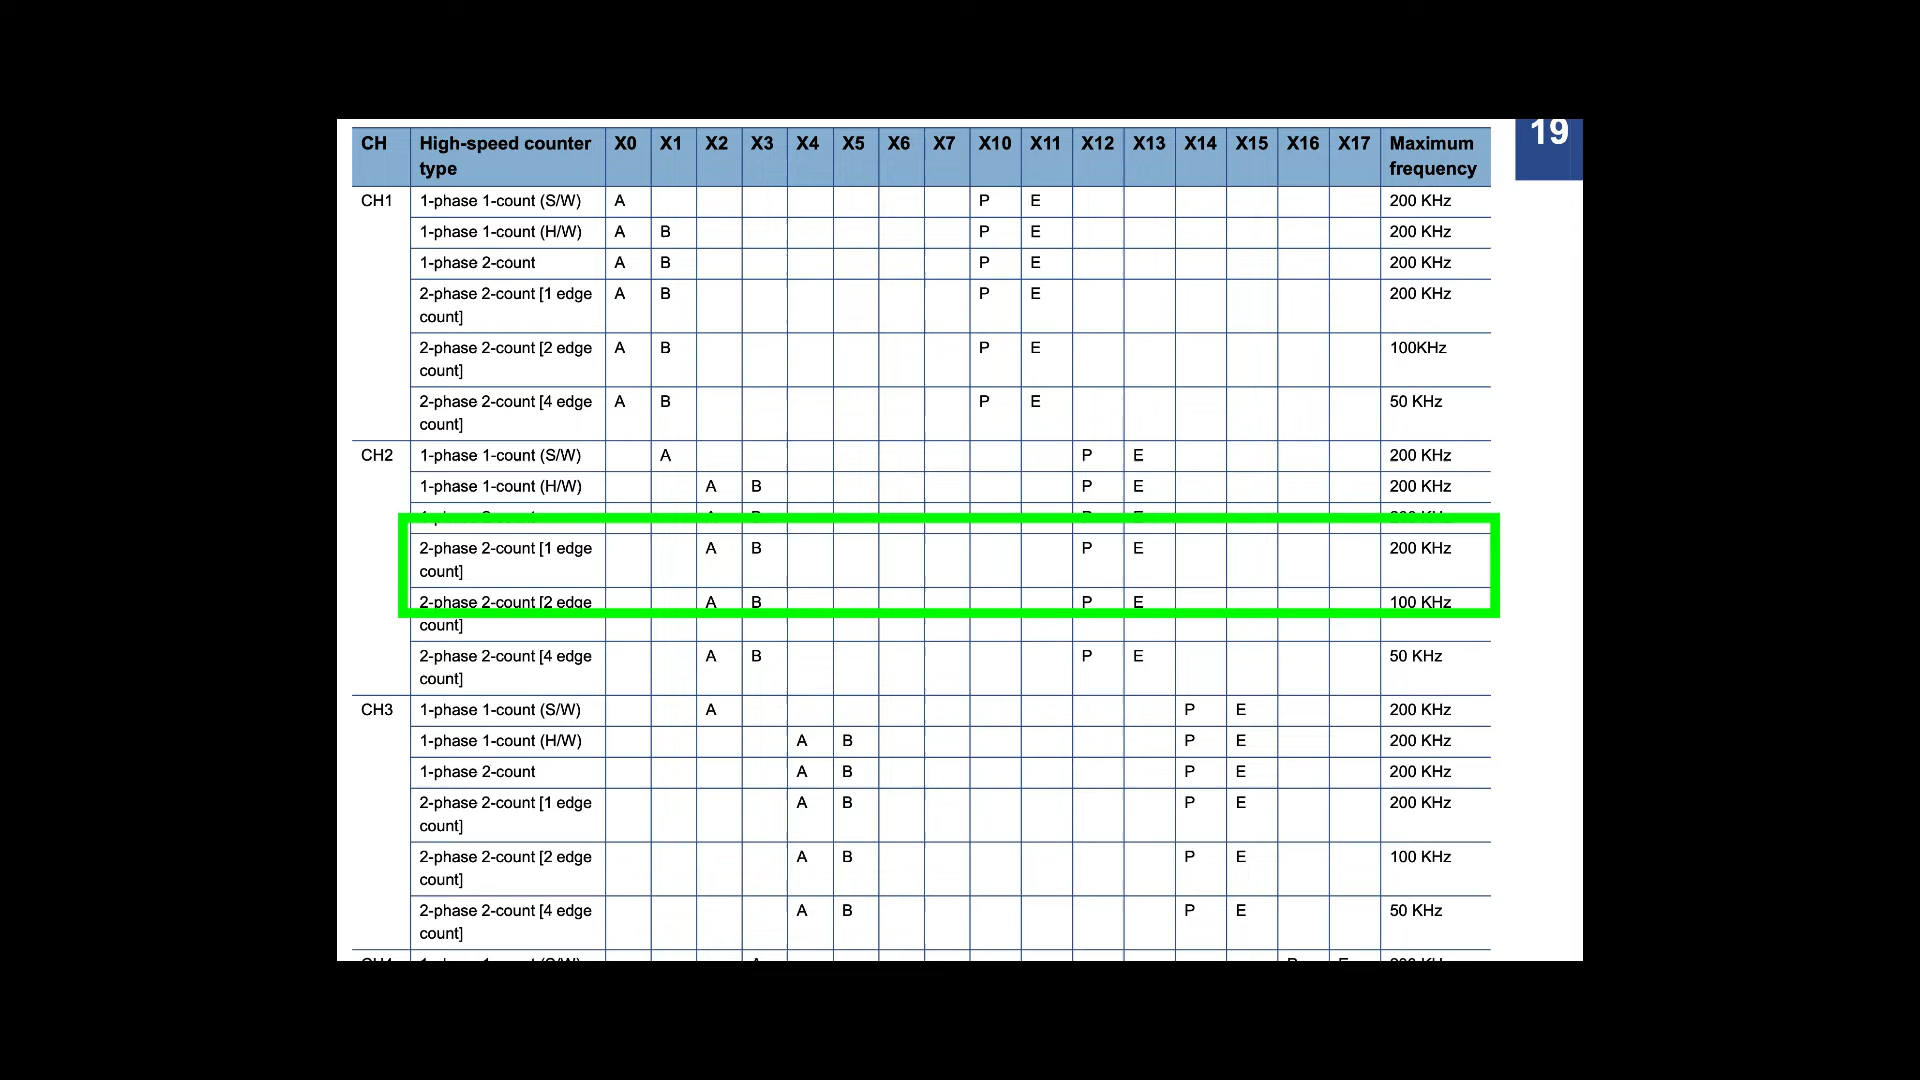 19
CH High-speed counter type X0 X1 X2 X3 X4 X5 X6 X7 X10 X11 X12 X13 X14 X15 X16 X17 Maximum frequency
CH1 1-phase 1-count (S/W) A P E 200 KHz
1-phase 1-count (H/W) A B P E 200 KHz
1-phase 2-count A B P E 200 KHz
2-phase 2-count [1 edge A B P E 200 KHz
count]
2-phase 2-count [2 edge A B P E 100KHz
count]
2-phase 2-count [4 edge A B P E 50 KHz
count]
CH2 1-phase 1-count (S/W) A P E 200 KHz
1-phase 1-count (H/W) A B P E 200 KHz
2-phase 2-count [1 edge A B P E 200 KHz
count]
2-phase 2-count [2 edge A B P E 100 KHz
count]
2-phase 2-count [4 edge A B P E 50 KHz
count]
CH3 1-phase 1-count (S/W) A P E 200 KHz
1-phase 1-count (H/W) A B P E 200 KHz
1-phase 2-count A B P E 200 KHz
2-phase 2-count [1 edge A B P E 200 KHz
count]
2-phase 2-count [2 edge A B P E 100 KHz
count]
2-phase 2-count [4 edge A B P E 50 KHz
count]